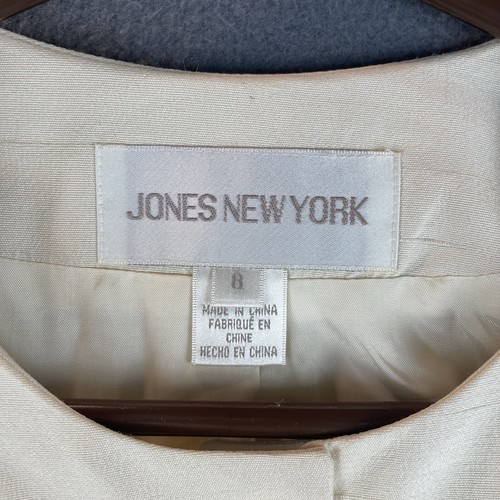 JONES NEW YORK
8
MADE IN CHINA
FABRIQUÉ EN
CHINE
HECHO EN CHINA